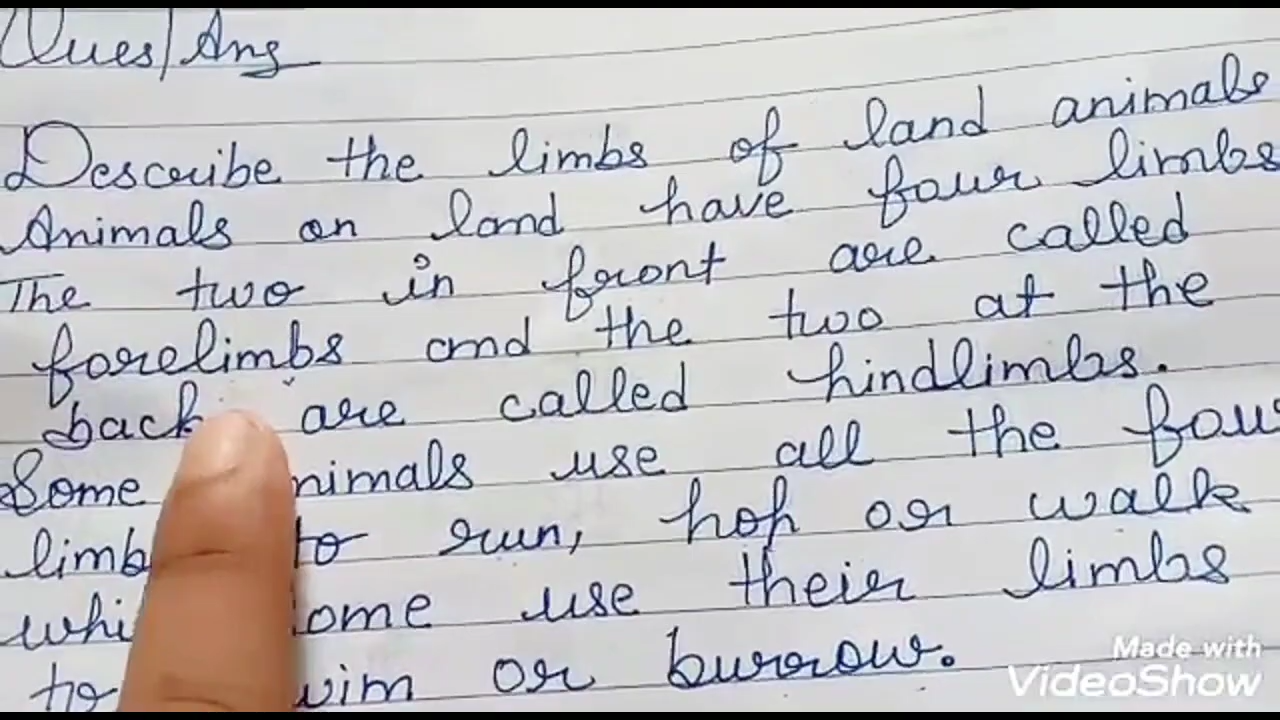 Ques/Ans
Describe the limbs of land animals
Animals on land have four limbs
The two in front are called
forelimbs and the two at the
back are called hindlimbs.
Some nimals use all the fou
limb to run, hop or walk
whi ome use their limbs
to wim or burrow.
Made with
VideoShow